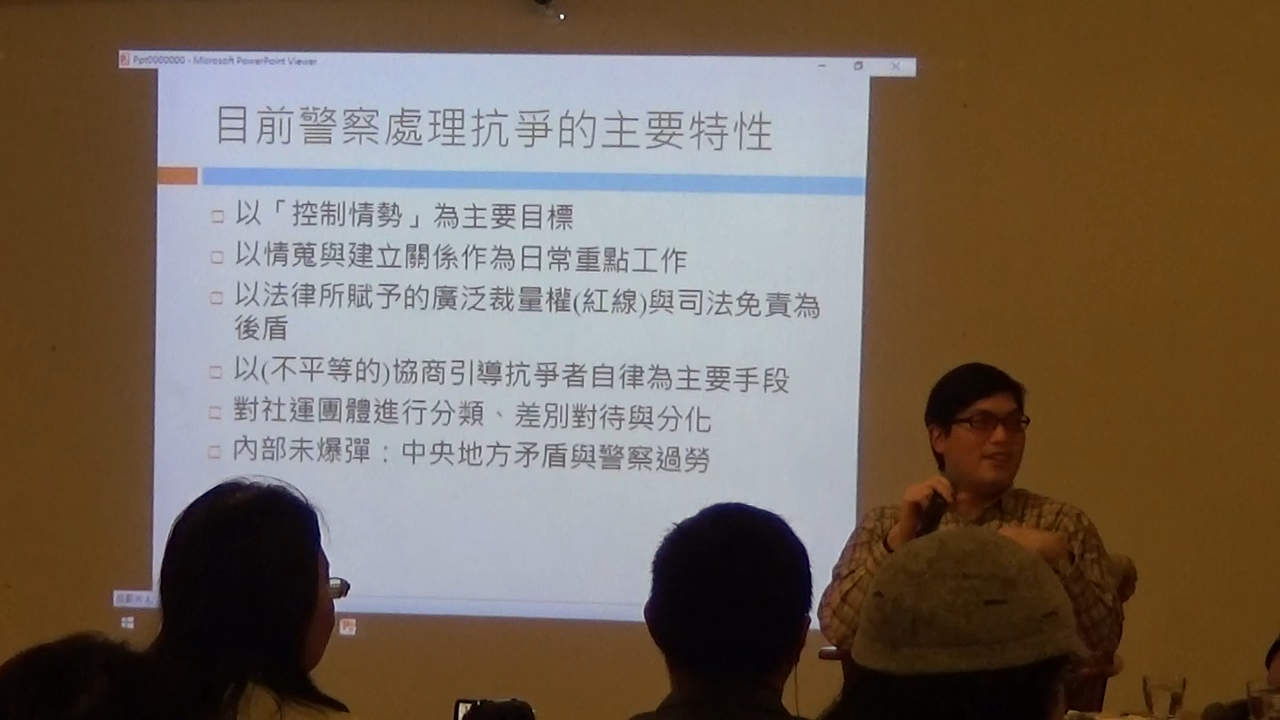 Ppt0000000 - Microsoft PowerPoint Viewer
目前警察處理抗爭的主要特性
以「控制情勢」為主要目標
以情蒐與建立關係作為日常重點工作
以法律所賦予的廣泛裁量權(紅線)與司法免責為
後盾
以(不平等的)協商引導抗爭者自律為主要手段
對社運團體進行分類、差別對待與分化
內部未爆彈：中央地方矛盾與警察過勞